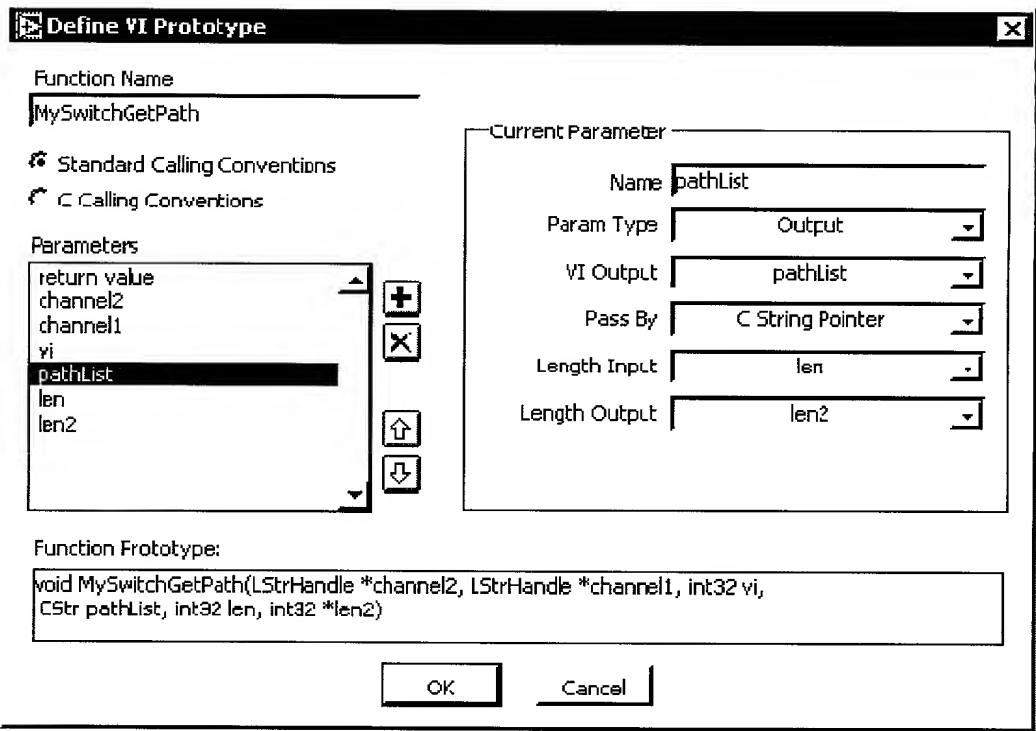 Define VI Prototype
Function Name
MySwitchGetPath
Standard Calling Conventions
C Calling Conventions
Parameters
return value
channel2
channel1
vi
pathList
len
len2
Current Parameter
Name pathList
Param Type Output
VI Output pathList
Pass By C String Pointer
Length Input len
Length Output len2
Function Prototype:
void MySwitchGetPath(LStrHandle *channel2, LStrHandle *channel1, int32 vi,
CStr pathList, int32 len, int32 *len2)
OK Cancel